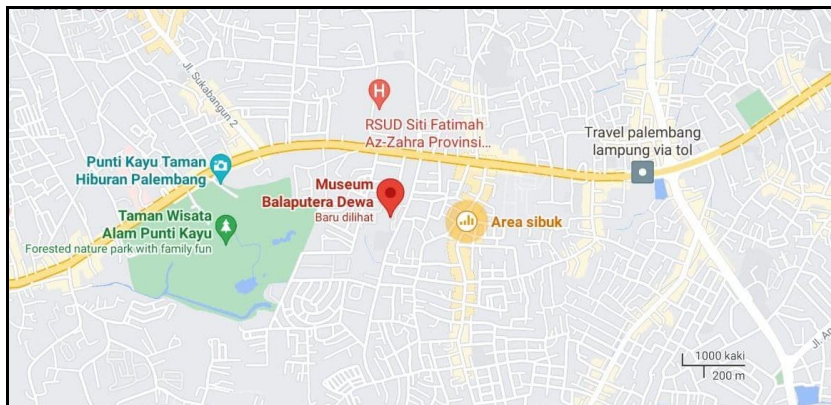 Jl. Sukabangun 2
RSUD Siti Fatimah
Az-Zahra Provinsi...
Travel palembang
lampung via tol
Punti Kayu Taman
Hiburan Palembang
Museum
Balaputera Dewa
Baru dilihat
Taman Wisata
Alam Punti Kayu
Forested nature park with family fun
Area sibuk
1000 kaki
200 m